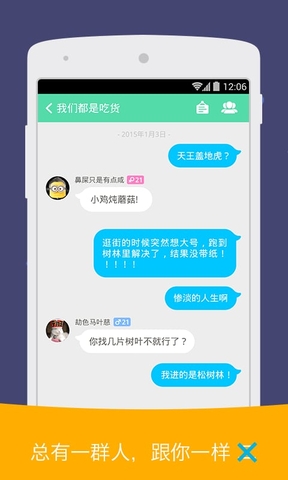 12:06
我们都是吃货
2015年1月3日
天王盖地虎？
鼻屎只是有点咸 ♀21
小鸡炖蘑菇!
逛街的时候突然想大号，跑到
树林里解决了，结果没带纸！
！！！！
惨淡的人生啊
劫色马叶慈 ♂21
你找几片树叶不就行了？
我进的是松树林！
总有一群人，跟你一样